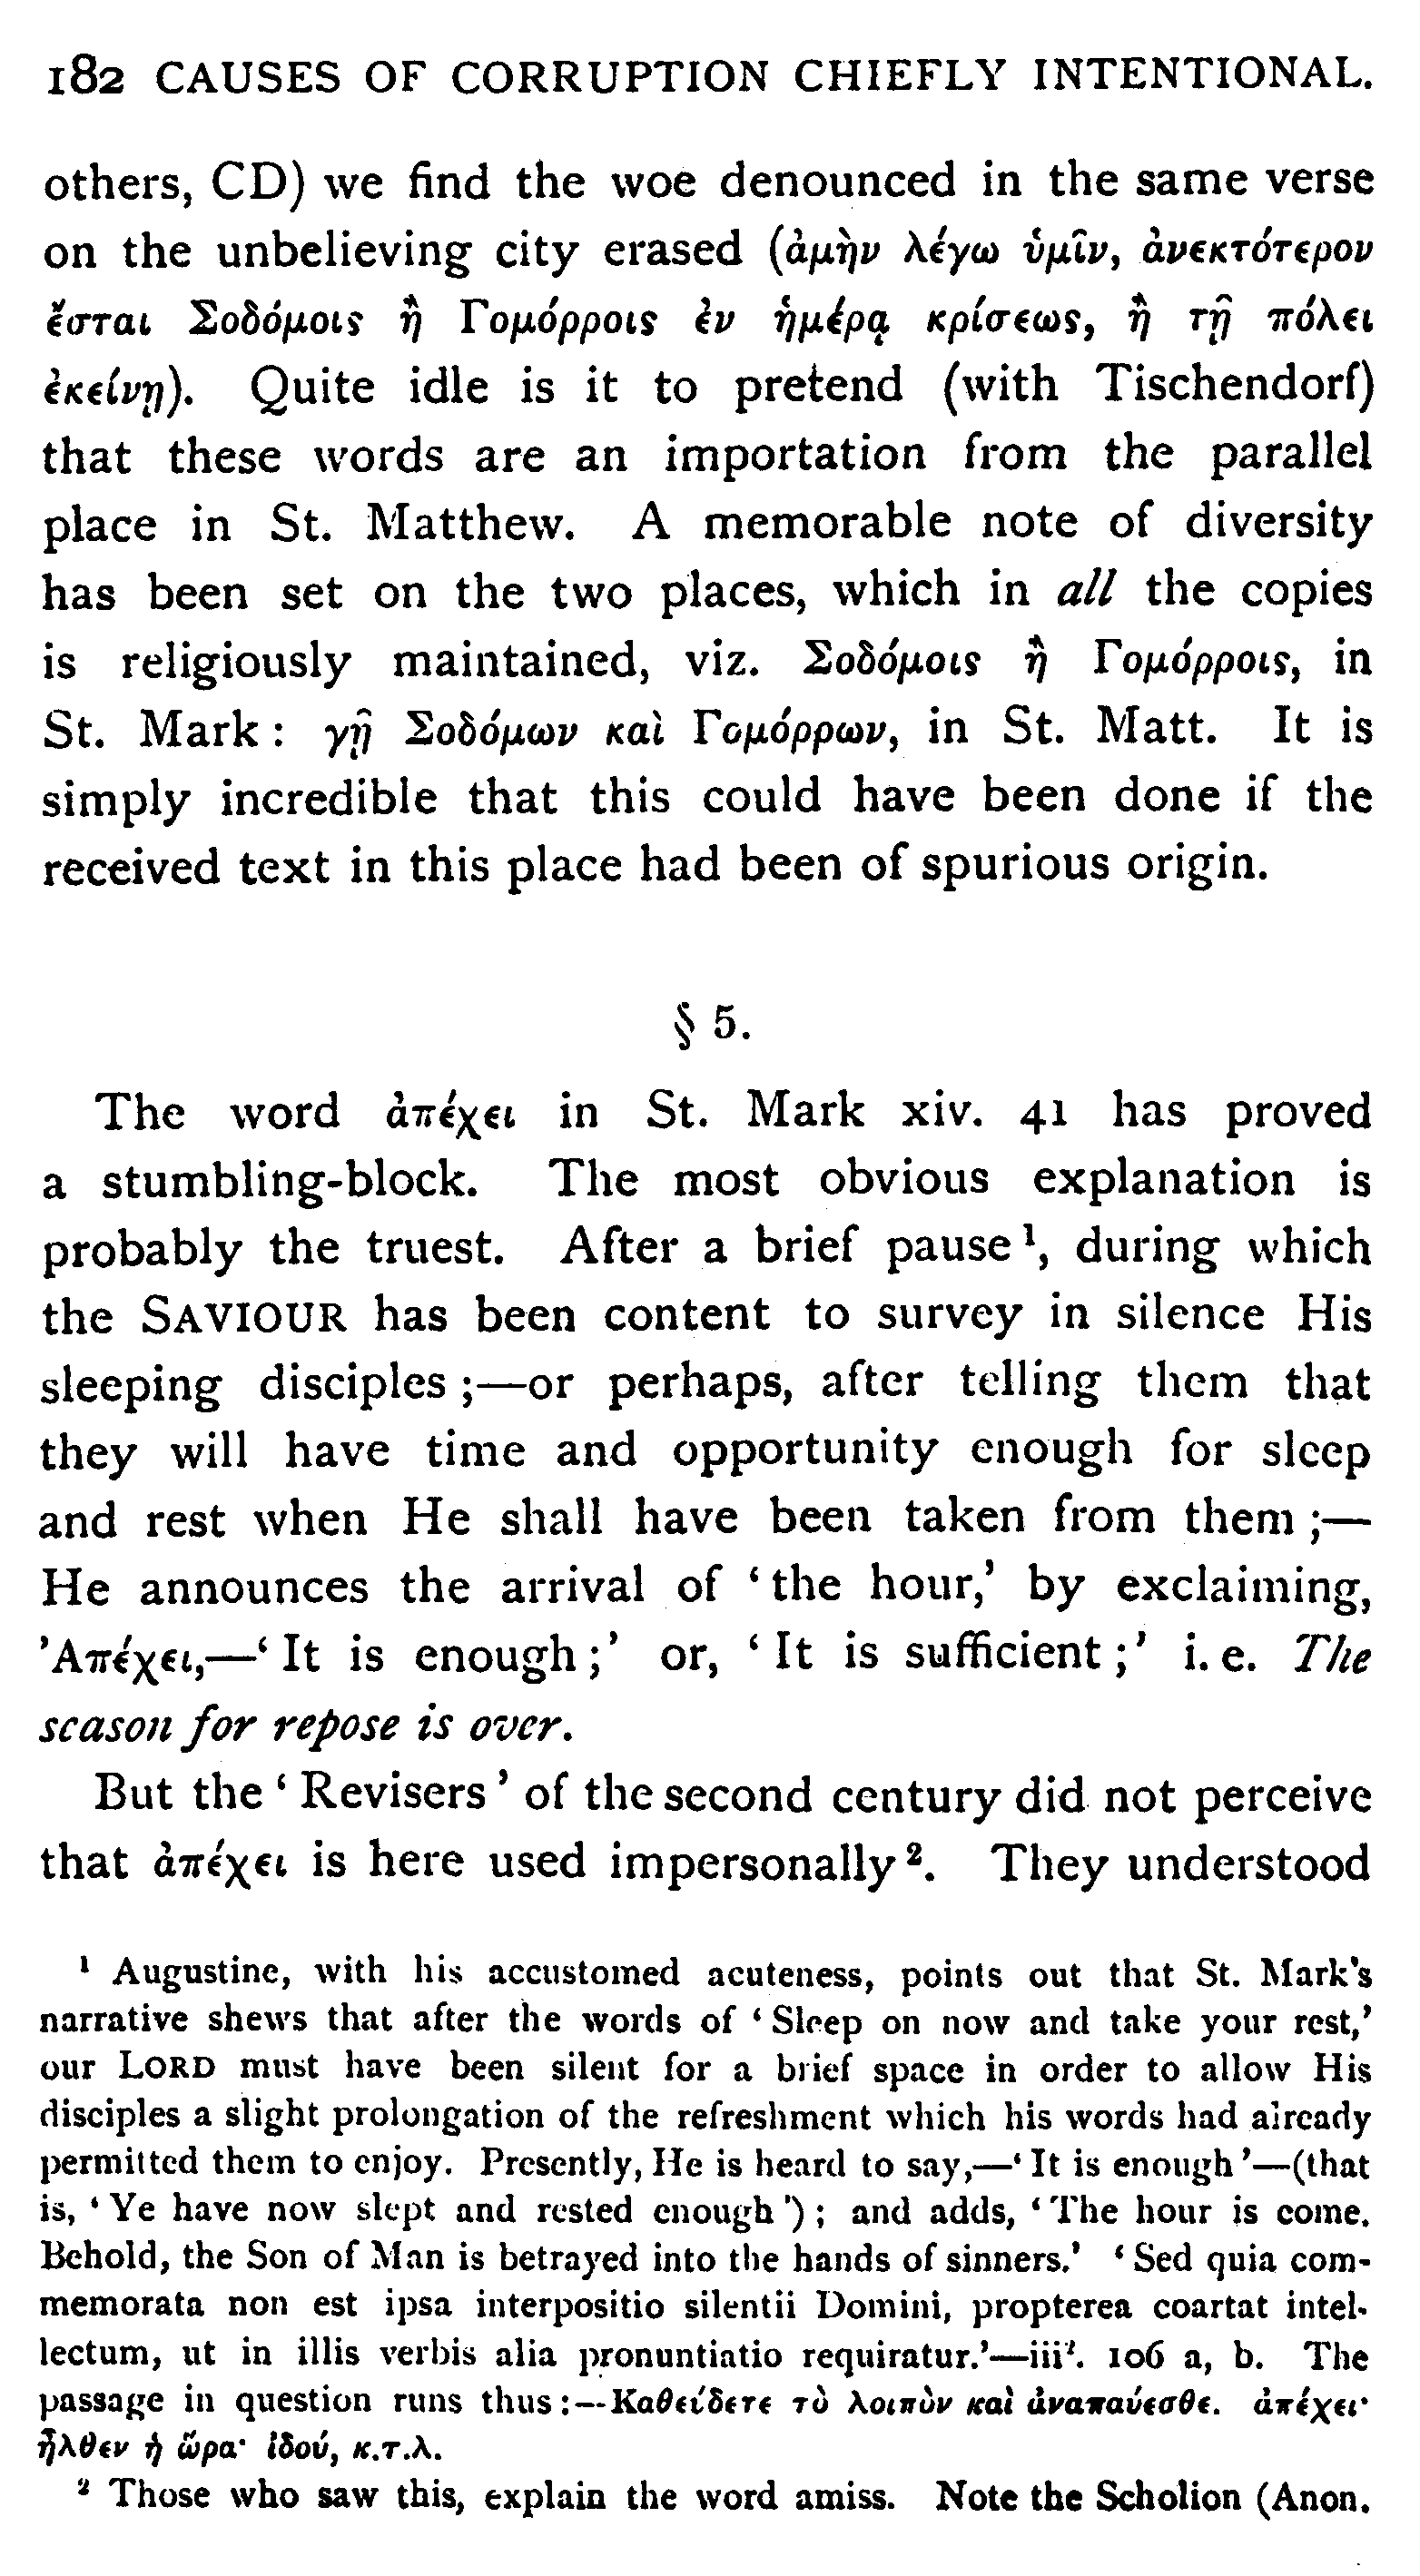 182 CAUSES OF CORRUPTION CHIEFLY INTENTIONAL.
others, CD) we find the woe denounced in the same verse
on the unbelieving city erased (ἀμὴν λέγω ὑμῖν, ἀνεκτότερον
ἔσται Σοδόμοις ἢ Γομόρροις ἐν ἡμέρᾳ κρίσεως, ἢ τῇ πόλει
ἐκείνῃ). Quite idle is it to pretend (with Tischendorf)
that these words are an importation from the parallel
place in St. Matthew. A memorable note of diversity
has been set on the two places, which in all the copies
is religiously maintained, viz. Σοδόμοις ἢ Γομόρροις, in
St. Mark : γῇ Σοδόμων καὶ Γομόρρων, in St. Matt. It is
simply incredible that this could have been done if the
received text in this place had been of spurious origin.
§ 5.
The word ἀπέχει in St. Mark xiv. 41 has proved
a stumbling-block. The most obvious explanation is
probably the truest. After a brief pause ¹, during which
the SAVIOUR has been content to survey in silence His
sleeping disciples ;—or perhaps, after telling them that
they will have time and opportunity enough for sleep
and rest when He shall have been taken from them ;—
He announces the arrival of ‘ the hour,’ by exclaiming,
’Απέχει,—‘ It is enough ;’ or, ‘ It is sufficient ;’ i. e. The
season for repose is over.
But the ‘ Revisers ’ of the second century did not perceive
that ἀπέχει is here used impersonally ². They understood
¹ Augustine, with his accustomed acuteness, points out that St. Mark’s
narrative shews that after the words of ‘ Sleep on now and take your rest,’
our LORD must have been silent for a brief space in order to allow His
disciples a slight prolongation of the refreshment which his words had already
permitted them to enjoy. Presently, He is heard to say,—‘ It is enough ’—(that
is, ‘ Ye have now slept and rested enough ’) ; and adds, ‘ The hour is come.
Behold, the Son of Man is betrayed into the hands of sinners.’ ‘ Sed quia com-
memorata non est ipsa interpositio silentii Domini, propterea coartat intel-
lectum, ut in illis verbis alia pronuntiatio requiratur.’—iii². 106 a, b. The
passage in question runs thus :—Καθεύδετε τὸ λοιπὸν καὶ ἀναπαύεσθε. ἀπέχει·
ἦλθεν ἡ ὥρα· ἰδού, κ.τ.λ.
² Those who saw this, explain the word amiss. Note the Scholion (Anon.